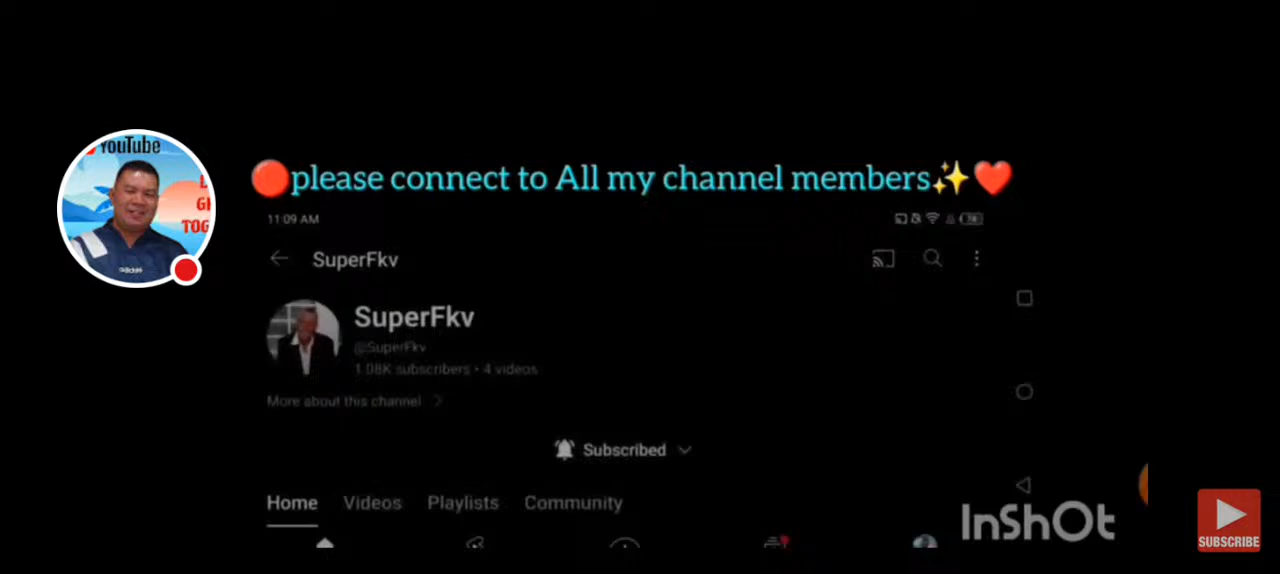 YouTube
please connect to All my channel members
11:09 AM
SuperFkv
SuperFkv
@SuperFkv
1.08K subscribers • 4 videos
More about this channel
Subscribed
Home Videos Playlists Community
adidas
InShOt
SUBSCRIBE